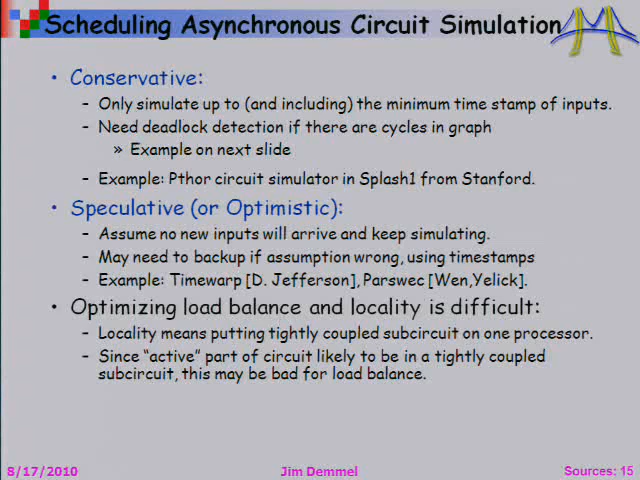 Scheduling Asynchronous Circuit Simulation
• Conservative:
– Only simulate up to (and including) the minimum time stamp of inputs.
– Need deadlock detection if there are cycles in graph
» Example on next slide
– Example: Pthor circuit simulator in Splash1 from Stanford.
• Speculative (or Optimistic):
– Assume no new inputs will arrive and keep simulating.
– May need to backup if assumption wrong, using timestamps
– Example: Timewarp [D. Jefferson], Parswec [Wen,Yelick].
• Optimizing load balance and locality is difficult:
– Locality means putting tightly coupled subcircuit on one processor.
– Since “active” part of circuit likely to be in a tightly coupled
subcircuit, this may be bad for load balance.
8/17/2010
Jim Demmel
Sources: 15